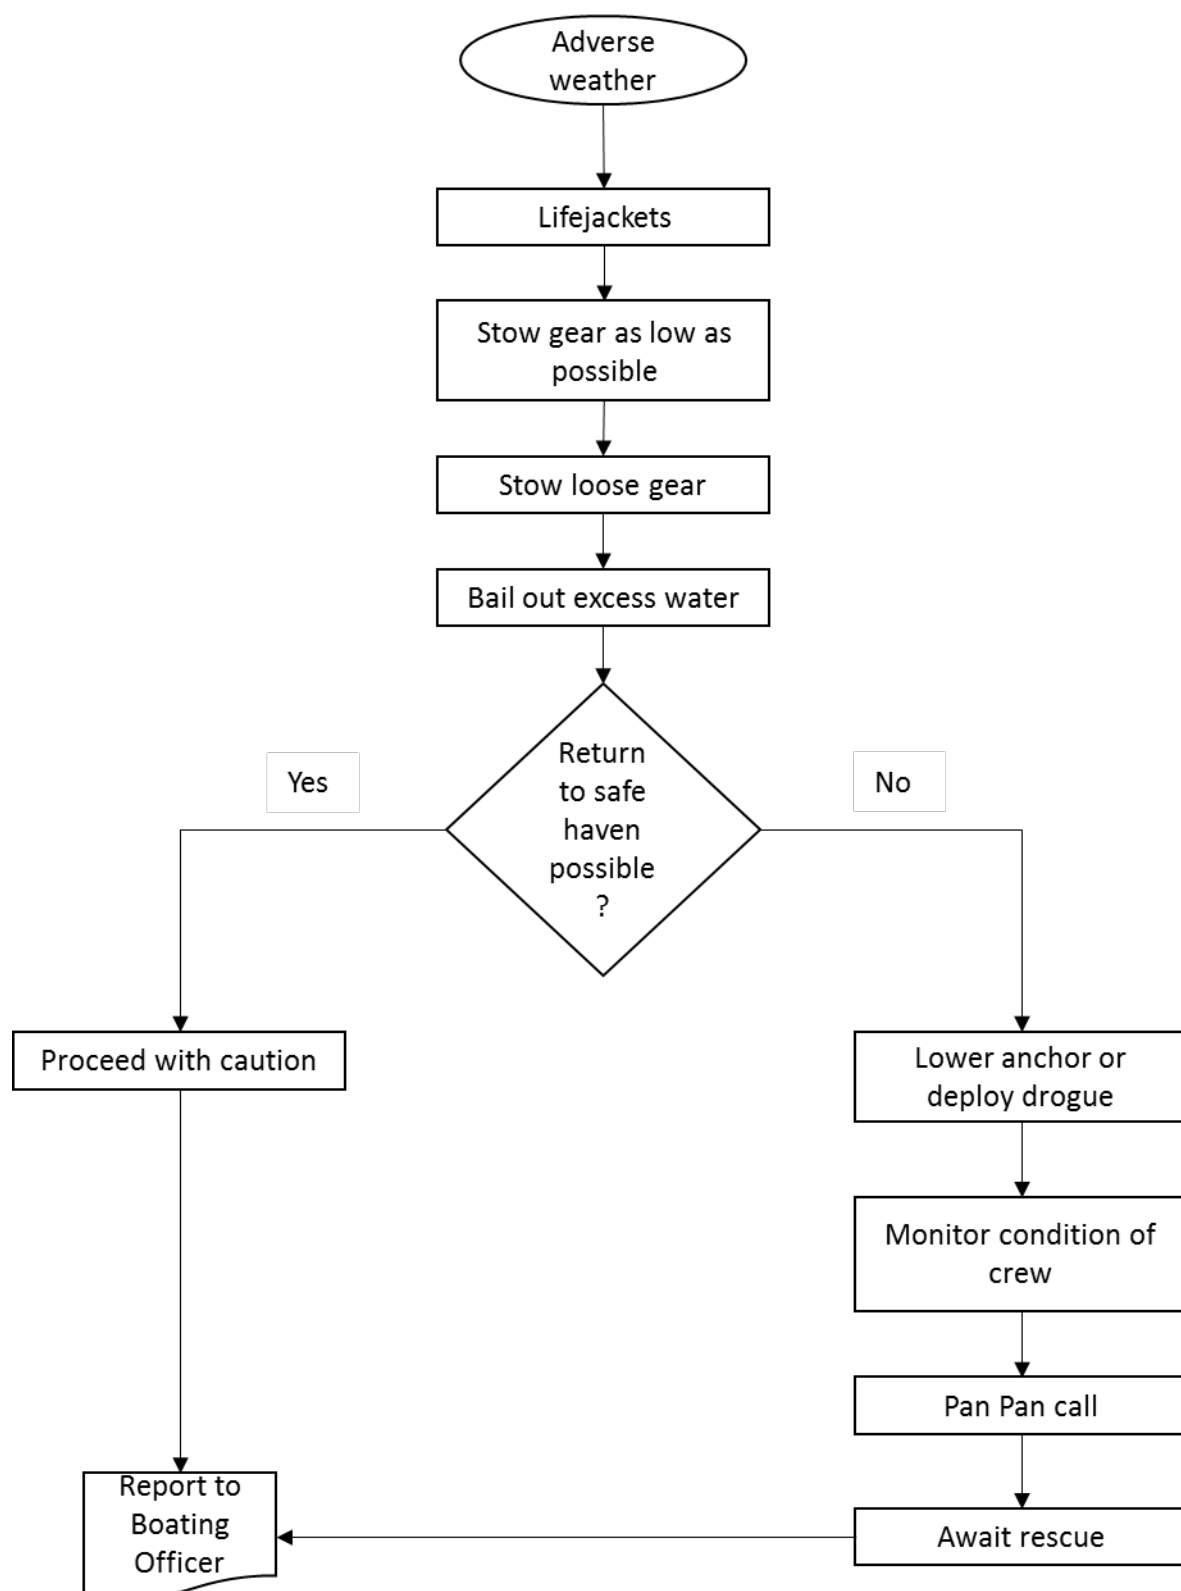 Adverse
weather
Lifejackets
Stow gear as low as
possible
Stow loose gear
Bail out excess water
Return
to safe
haven
possible
?
Yes
No
Proceed with caution
Lower anchor or
deploy drogue
Monitor condition of
crew
Pan Pan call
Await rescue
Report to
Boating
Officer